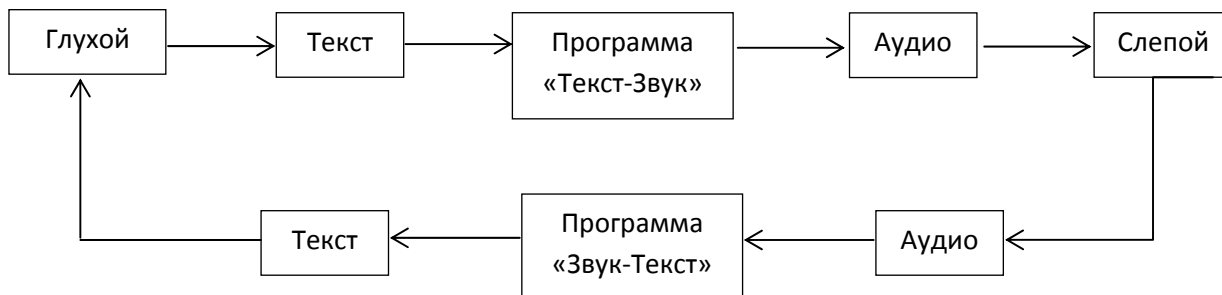 Глухой
Текст
Программа
«Текст-Звук»
Аудио
Слепой
Текст
Программа
«Звук-Текст»
Аудио